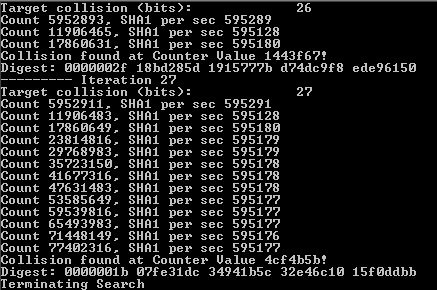 Target collision (bits): 26
Count 5952893, SHA1 per sec 595289
Count 11906465, SHA1 per sec 595128
Count 17860631, SHA1 per sec 595180
Collision found at Counter Value 1443f67!
Digest: 0000002f 18bd285d 1915777b d74dc9f8 ede96150
--------- Iteration 27
Target collision (bits): 27
Count 5952911, SHA1 per sec 595291
Count 11906483, SHA1 per sec 595128
Count 17860649, SHA1 per sec 595180
Count 23814816, SHA1 per sec 595179
Count 29768983, SHA1 per sec 595179
Count 35723150, SHA1 per sec 595178
Count 41677316, SHA1 per sec 595178
Count 47631483, SHA1 per sec 595178
Count 53585649, SHA1 per sec 595177
Count 59539816, SHA1 per sec 595177
Count 65493983, SHA1 per sec 595177
Count 71448149, SHA1 per sec 595177
Count 77402316, SHA1 per sec 595177
Collision found at Counter Value 4cf4b5b!
Digest: 0000001b 07fe31dc 34941b5c 32e46c10 15f0ddbb
Terminating Search